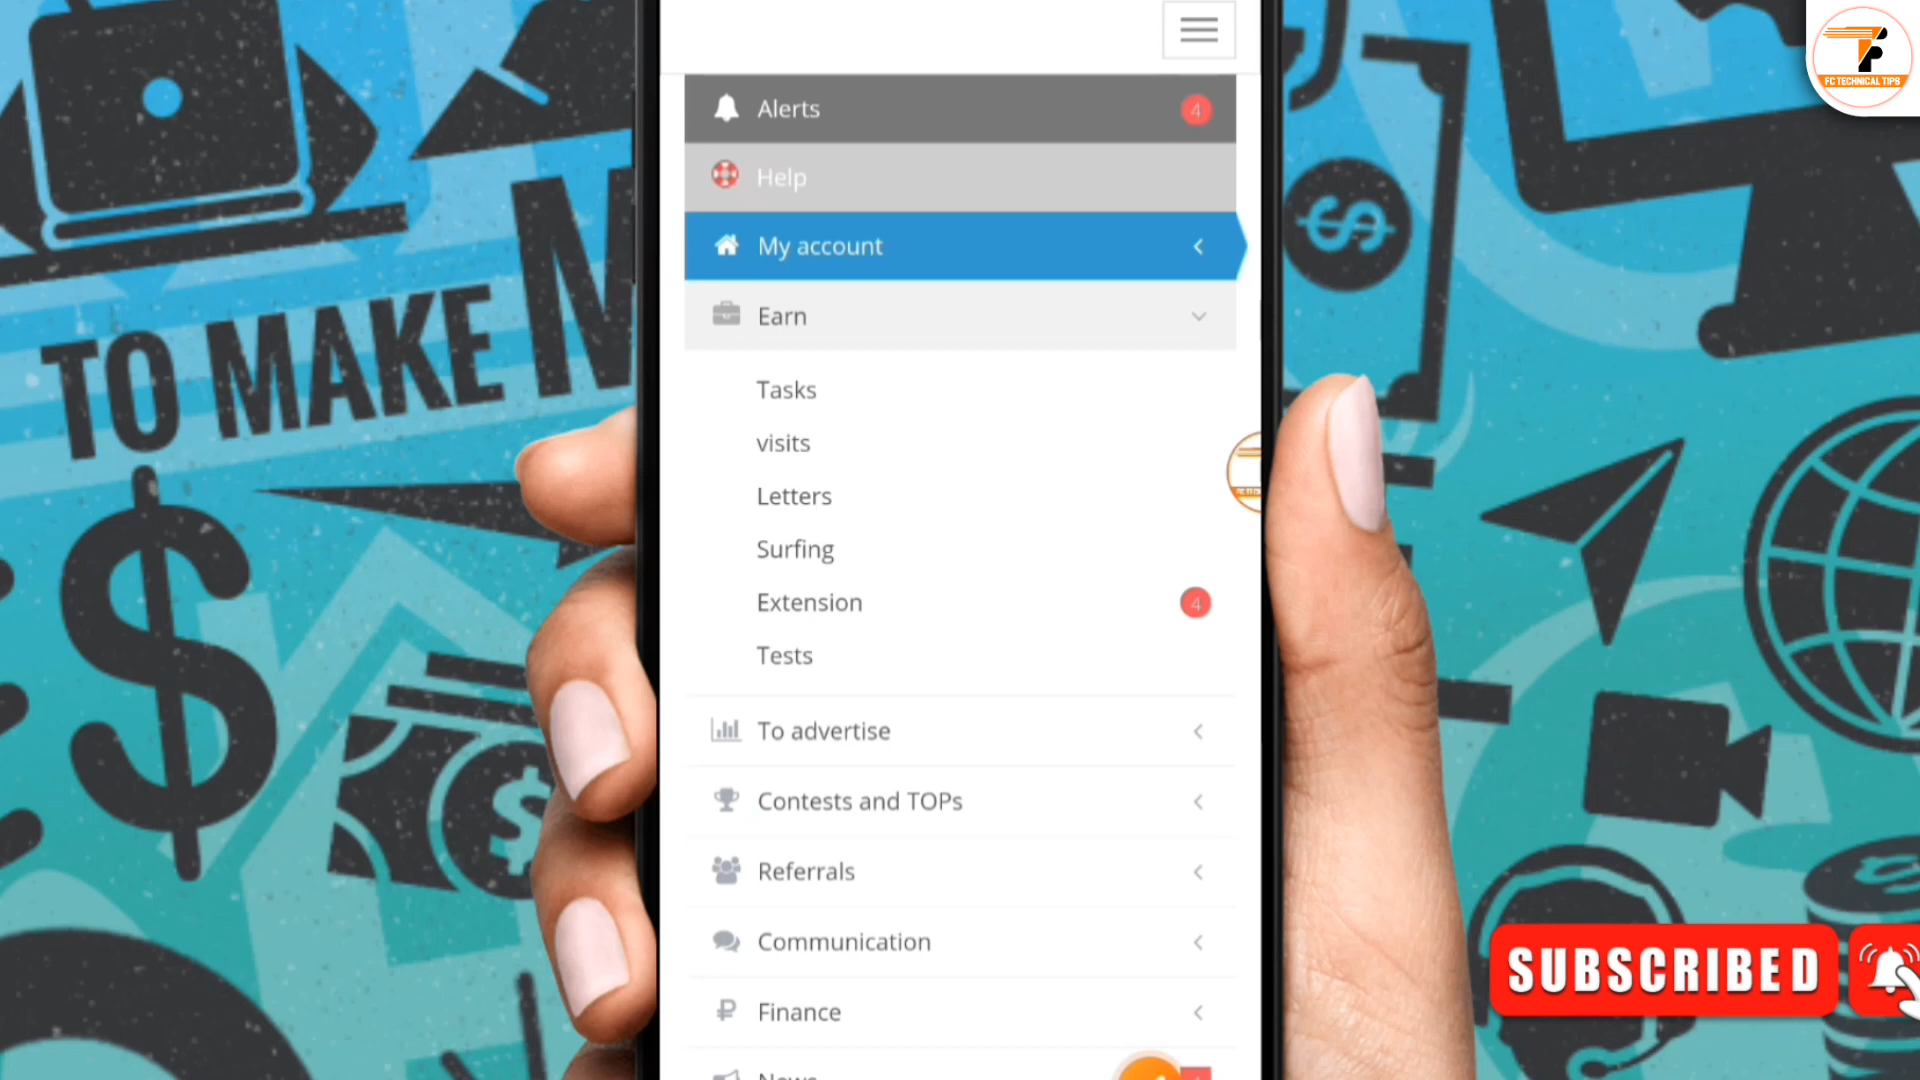 Alerts 4
Help
My account
Earn
Tasks
visits
Letters
Surfing
Extension 4
Tests
To advertise
Contests and TOPs
Referrals
Communication
Finance
TO MAKE M
FC TECHNICAL TIPS
SUBSCRIBED